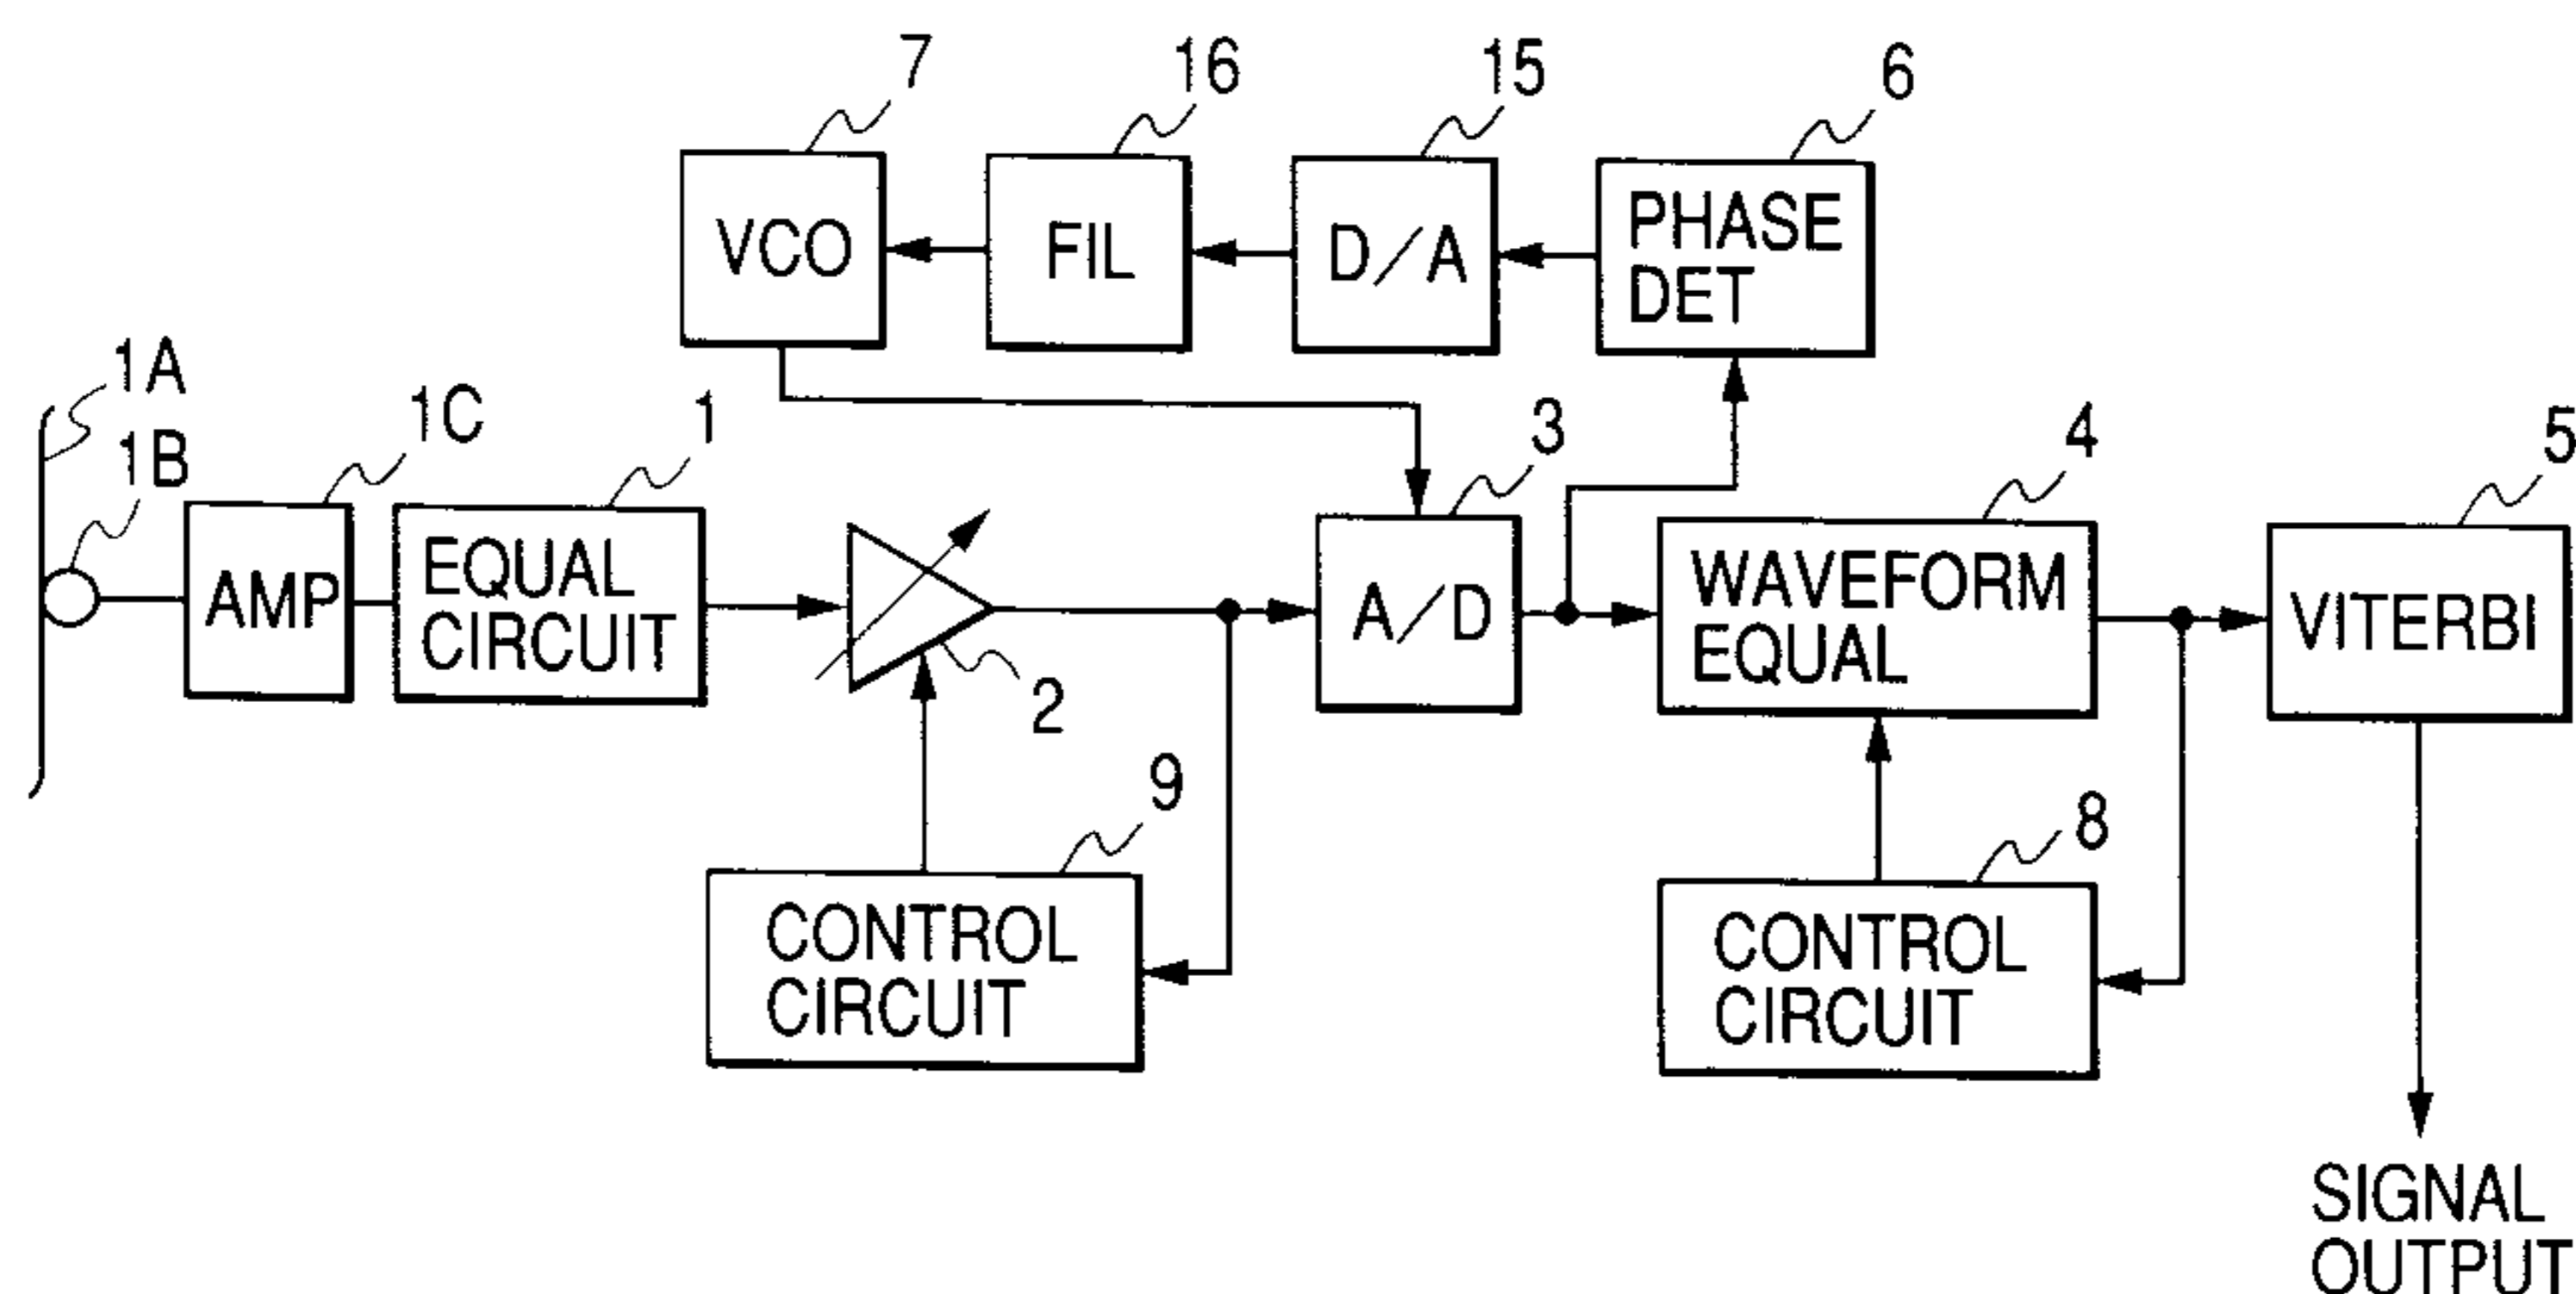 7
16
15
6
VCO
FIL
D/A
PHASE
DET
1A
1B
1C
1
3
4
5
AMP
EQUAL
CIRCUIT
2
A/D
WAVEFORM
EQUAL
VITERBI
9
8
CONTROL
CIRCUIT
CONTROL
CIRCUIT
SIGNAL
OUTPUT